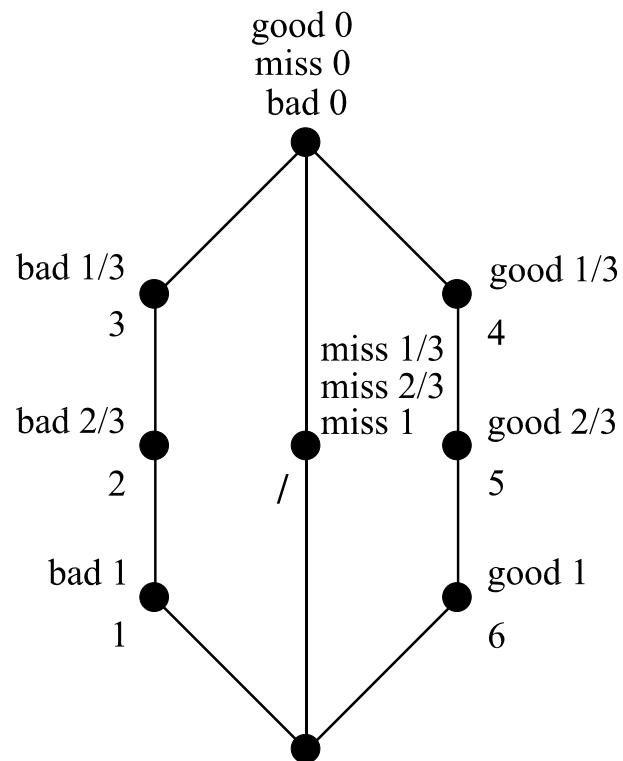 good 0
miss 0
bad 0
bad 1/3
good 1/3
3
4
miss 1/3
miss 2/3
miss 1
bad 2/3
good 2/3
2
/
5
bad 1
good 1
1
6